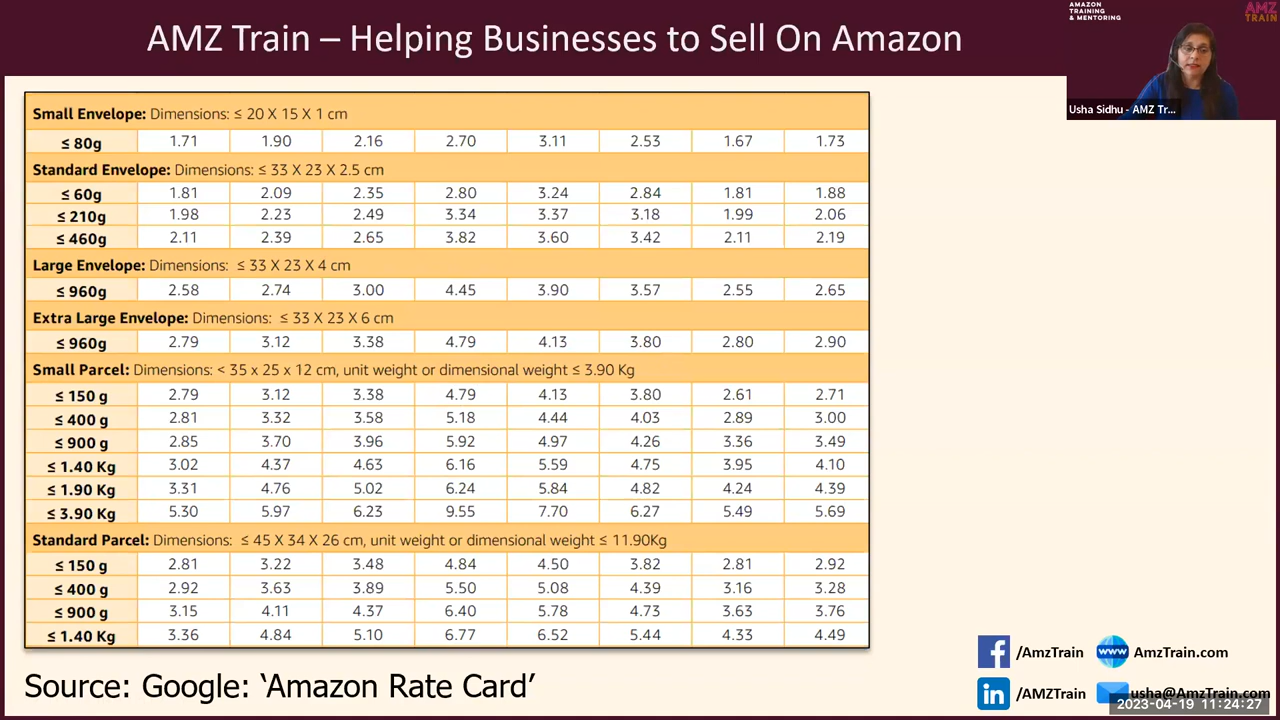 AMZ Train – Helping Businesses to Sell On Amazon
AMAZON
TRAINING
& MENTORING
AMZ
TRAIN
Usha Sidhu - AMZ Tr...
Small Envelope: Dimensions: ≤ 20 X 15 X 1 cm
≤ 80g 1.71 1.90 2.16 2.70 3.11 2.53 1.67 1.73
Standard Envelope: Dimensions: ≤ 33 X 23 X 2.5 cm
≤ 60g 1.81 2.09 2.35 2.80 3.24 2.84 1.81 1.88
≤ 210g 1.98 2.23 2.49 3.34 3.37 3.18 1.99 2.06
≤ 460g 2.11 2.39 2.65 3.82 3.60 3.42 2.11 2.19
Large Envelope: Dimensions: ≤ 33 X 23 X 4 cm
≤ 960g 2.58 2.74 3.00 4.45 3.90 3.57 2.55 2.65
Extra Large Envelope: Dimensions: ≤ 33 X 23 X 6 cm
≤ 960g 2.79 3.12 3.38 4.79 4.13 3.80 2.80 2.90
Small Parcel: Dimensions: < 35 x 25 x 12 cm, unit weight or dimensional weight ≤ 3.90 Kg
≤ 150 g 2.79 3.12 3.38 4.79 4.13 3.80 2.61 2.71
≤ 400 g 2.81 3.32 3.58 5.18 4.44 4.03 2.89 3.00
≤ 900 g 2.85 3.70 3.96 5.92 4.97 4.26 3.36 3.49
≤ 1.40 Kg 3.02 4.37 4.63 6.16 5.59 4.75 3.95 4.10
≤ 1.90 Kg 3.31 4.76 5.02 6.24 5.84 4.82 4.24 4.39
≤ 3.90 Kg 5.30 5.97 6.23 9.55 7.70 6.27 5.49 5.69
Standard Parcel: Dimensions: ≤ 45 X 34 X 26 cm, unit weight or dimensional weight ≤ 11.90Kg
≤ 150 g 2.81 3.22 3.48 4.84 4.50 3.82 2.81 2.92
≤ 400 g 2.92 3.63 3.89 5.50 5.08 4.39 3.16 3.28
≤ 900 g 3.15 4.11 4.37 6.40 5.78 4.73 3.63 3.76
≤ 1.40 Kg 3.36 4.84 5.10 6.77 6.52 5.44 4.33 4.49
Source: Google: ‘Amazon Rate Card’
f /AmzTrain www AmzTrain.com
in /AMZTrain usha@AmzTrain.com
2023-04-19 11:24:27